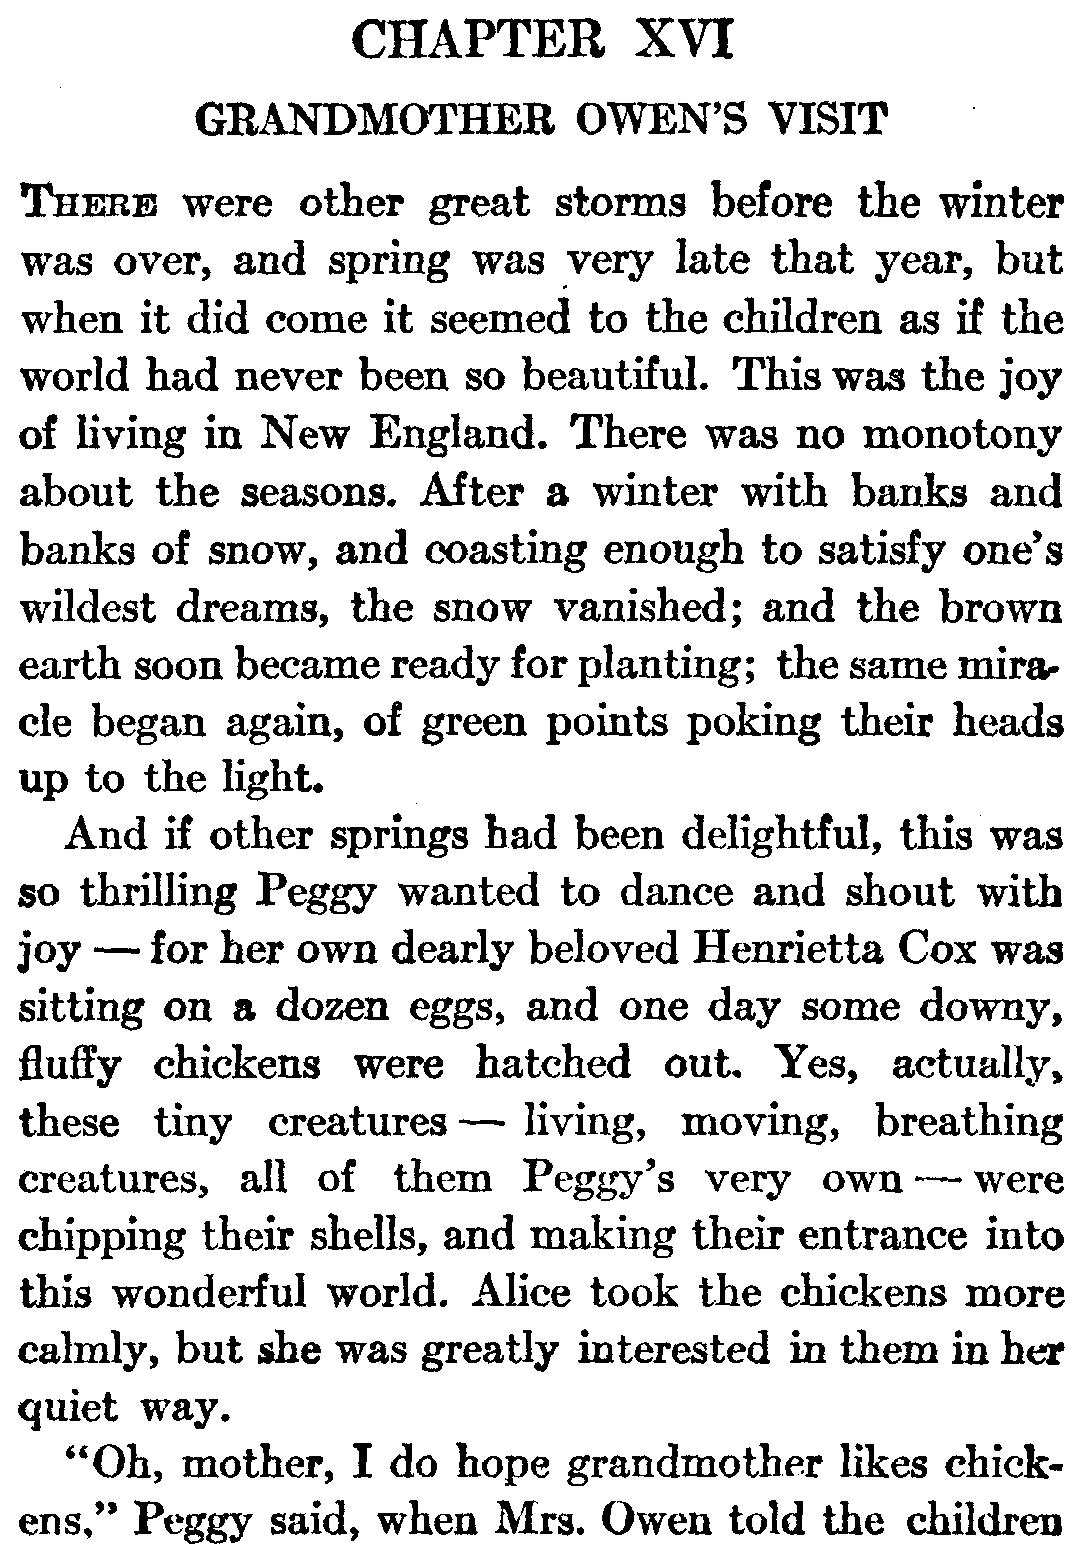 CHAPTER XVI
GRANDMOTHER OWEN'S VISIT
THERE were other great storms before the winter
was over, and spring was very late that year, but
when it did come it seemed to the children as if the
world had never been so beautiful. This was the joy
of living in New England. There was no monotony
about the seasons. After a winter with banks and
banks of snow, and coasting enough to satisfy one's
wildest dreams, the snow vanished; and the brown
earth soon became ready for planting; the same mira-
cle began again, of green points poking their heads
up to the light.
And if other springs had been delightful, this was
so thrilling Peggy wanted to dance and shout with
joy — for her own dearly beloved Henrietta Cox was
sitting on a dozen eggs, and one day some downy,
fluffy chickens were hatched out. Yes, actually,
these tiny creatures — living, moving, breathing
creatures, all of them Peggy's very own — were
chipping their shells, and making their entrance into
this wonderful world. Alice took the chickens more
calmly, but she was greatly interested in them in her
quiet way.
"Oh, mother, I do hope grandmother likes chick-
ens," Peggy said, when Mrs. Owen told the children